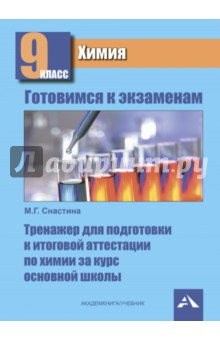 9
КЛАСС
Химия
Готовимся к экзаменам
Лабиринт
М.Г. Снастина
Тренажер для подготовки
к итоговой аттестации
по химии за курс
основной школы
АКАДЕМКНИГА/УЧЕБНИК